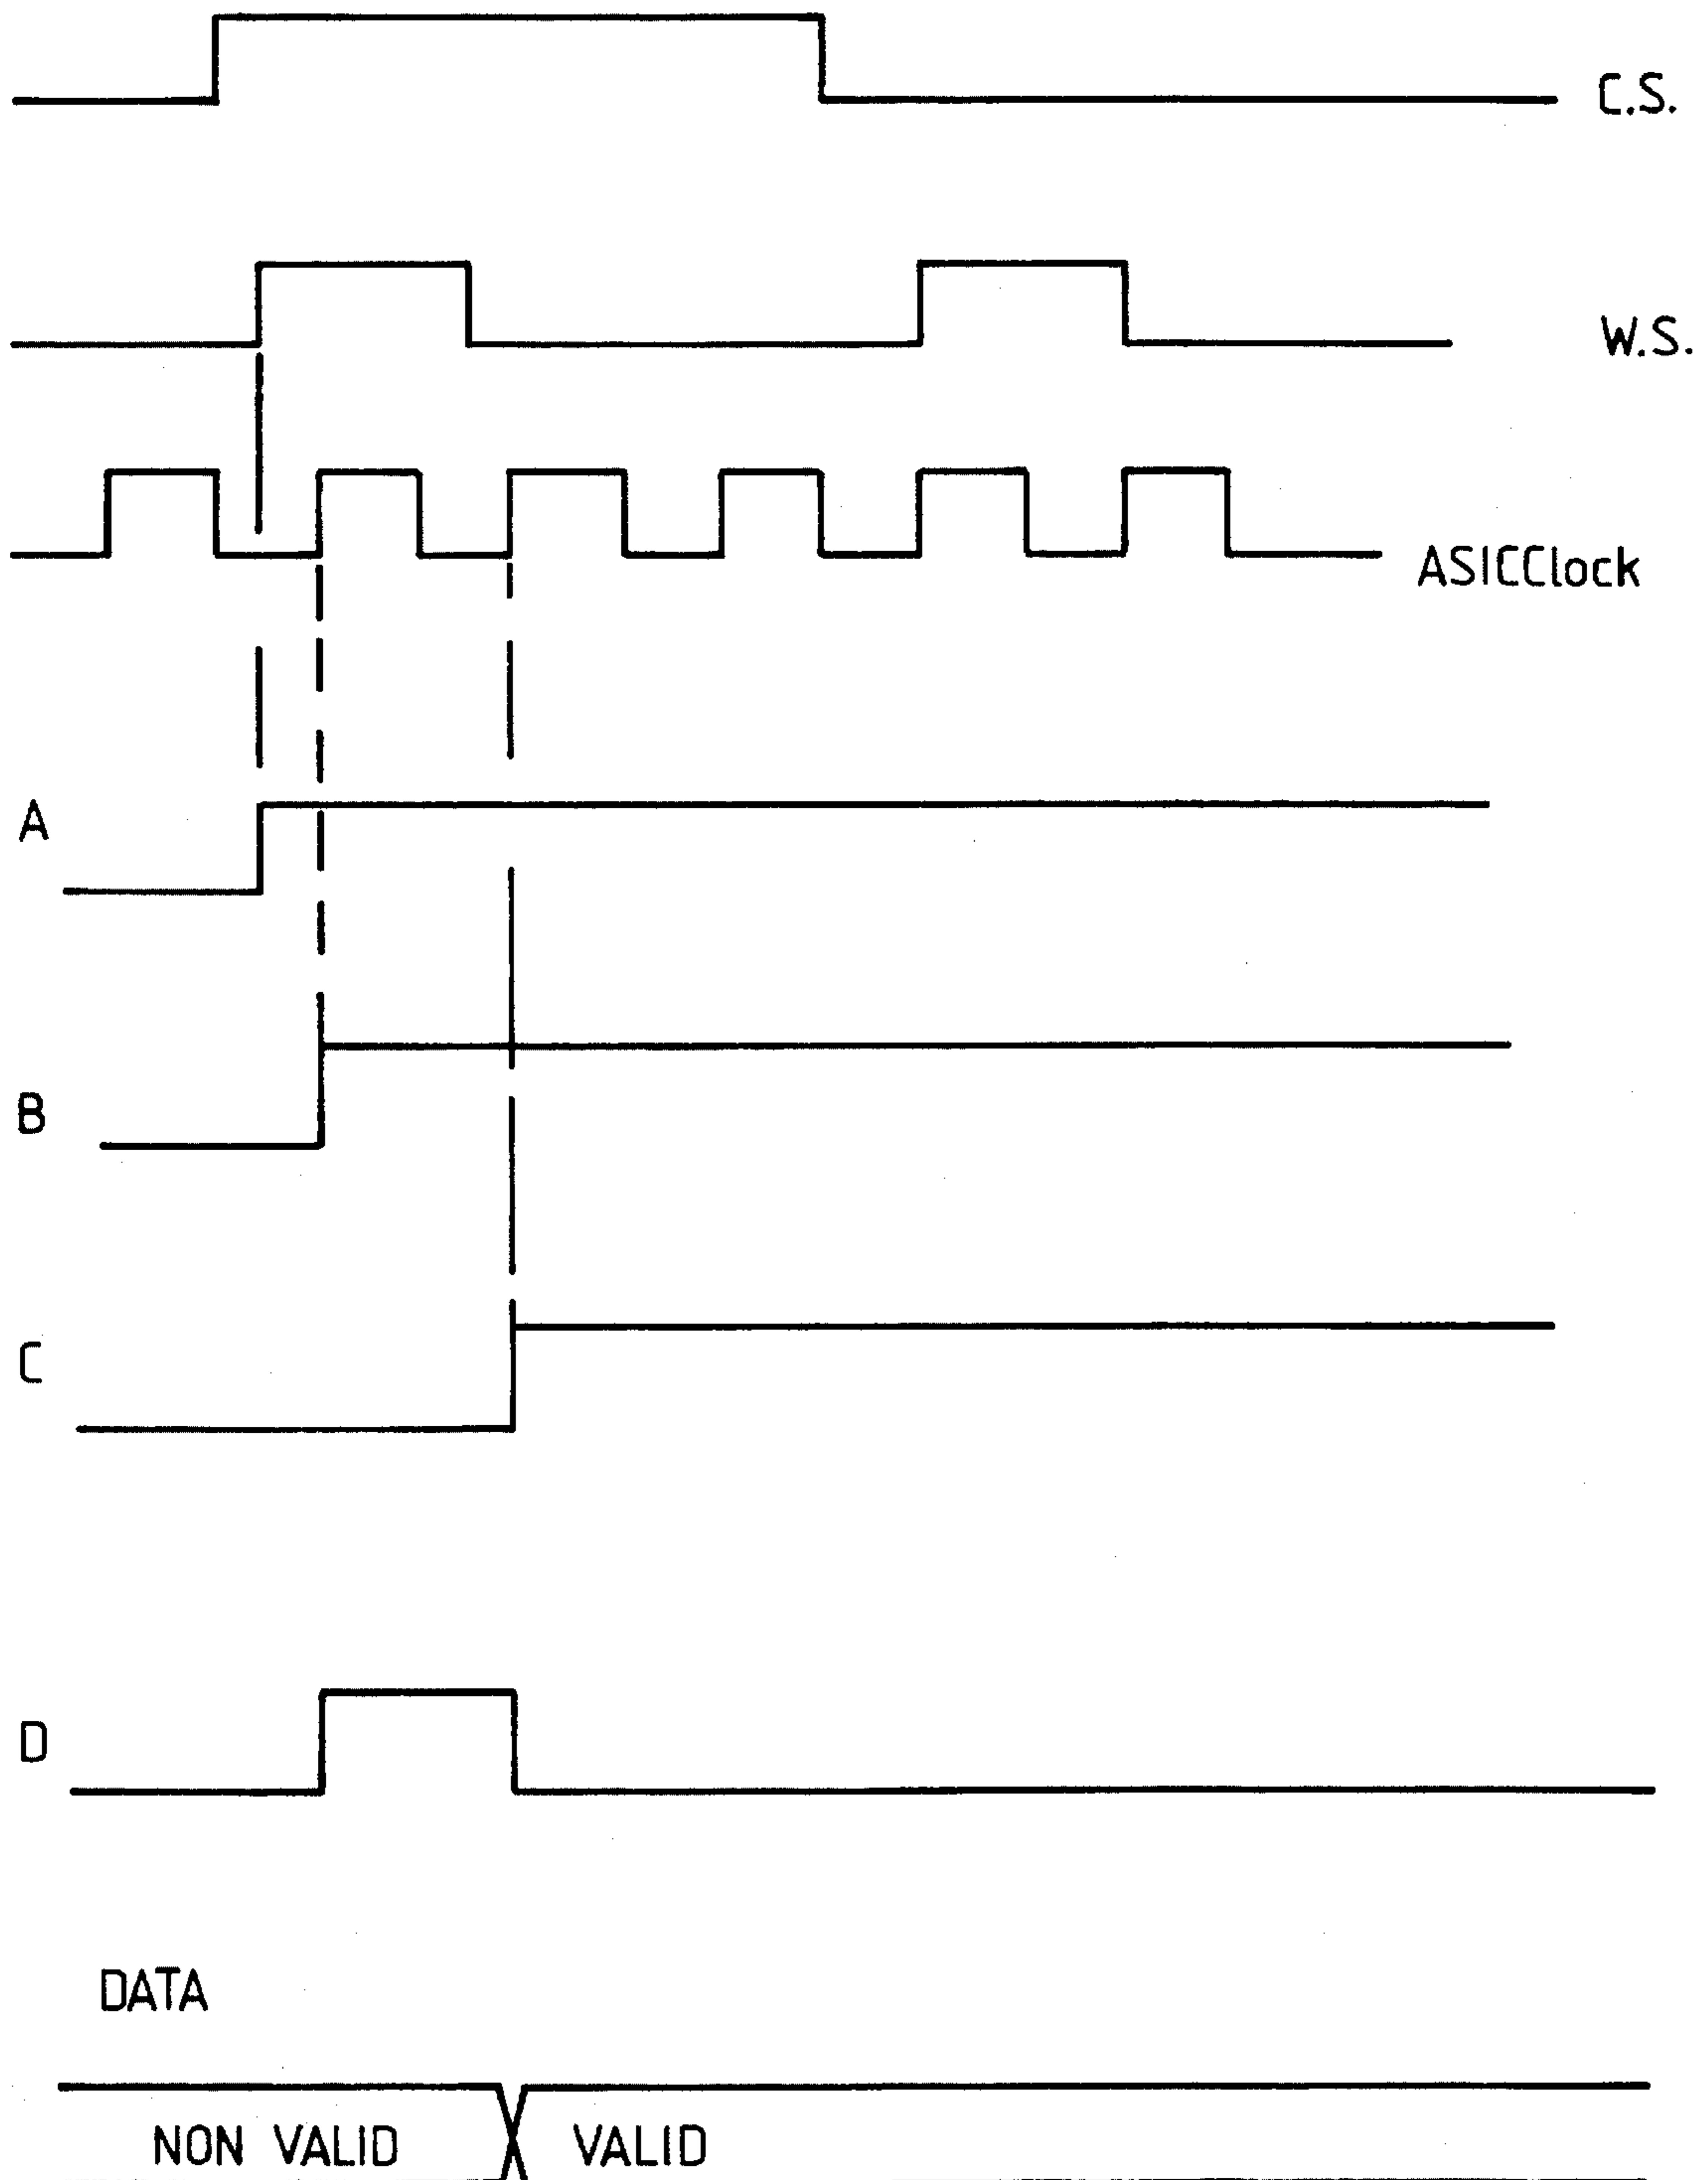 C.S.
W.S.
ASICClock
A
B
C
D
DATA
NON VALID
VALID